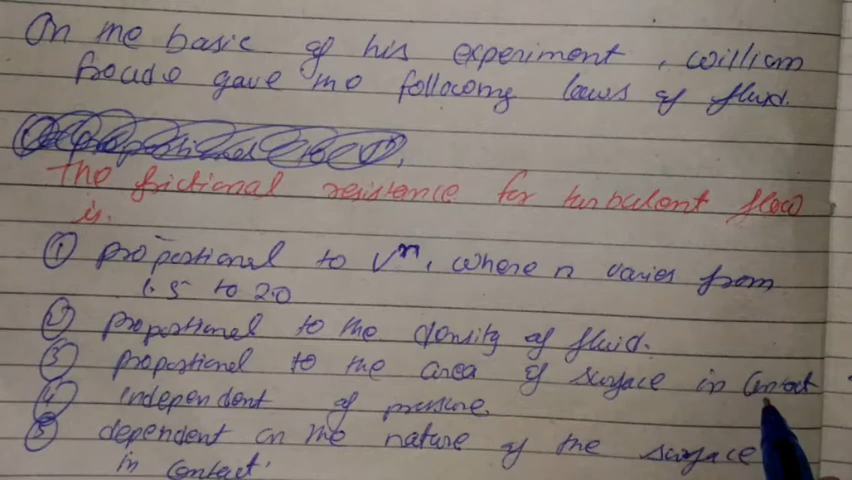 On the basic of his experiment, william
froude gave the following laws of fluid.
The frictional resistence for turbulent flow
is.
① proportional to Vⁿ, where n varies from
1.5 to 2.0
② proportional to the density of fluid.
③ propostional to the area of surface in Contact
④ independent of pressure.
⑤ dependent on the nature of the surface
in contact.